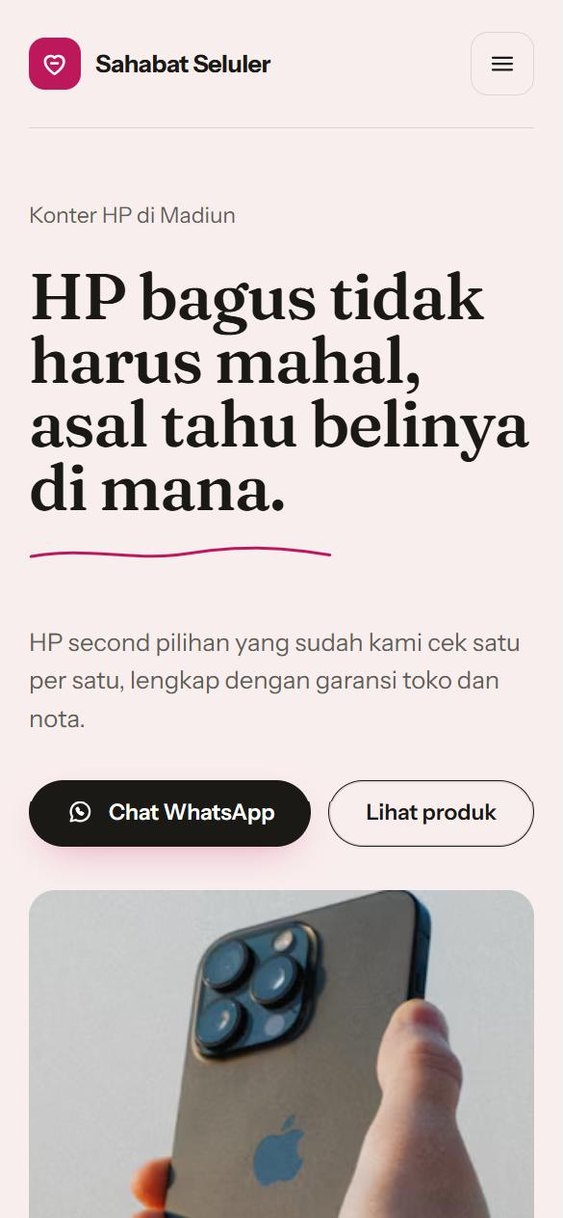 Sahabat Seluler
Konter HP di Madiun
HP bagus tidak
harus mahal,
asal tahu belinya
di mana.
HP second pilihan yang sudah kami cek satu
per satu, lengkap dengan garansi toko dan
nota.
Chat WhatsApp
Lihat produk